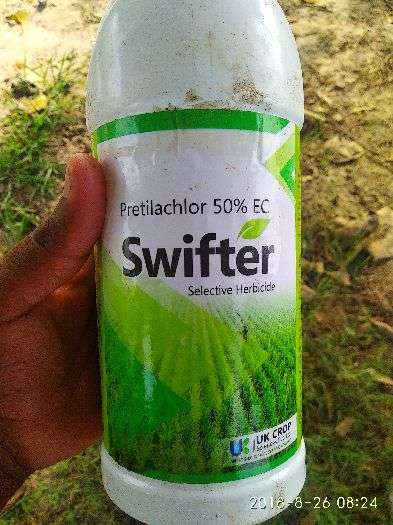 Pretilachlor 50% EC.
Swifter
Selective Herbicide
UK CROP
2018-8-26 08:24